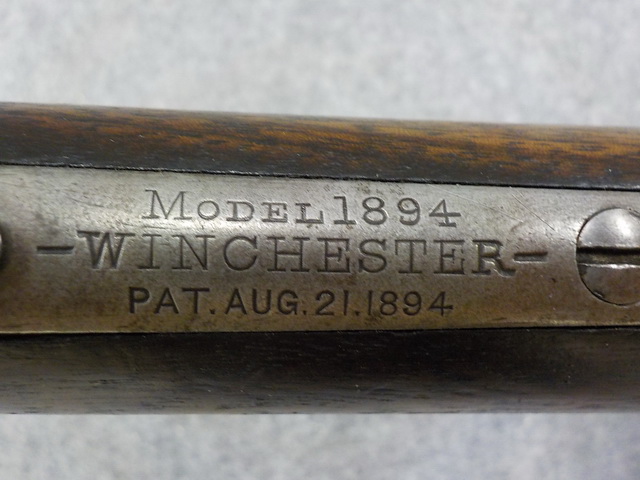 MODEL 1894
-WINCHESTER-
PAT. AUG. 21. 1894